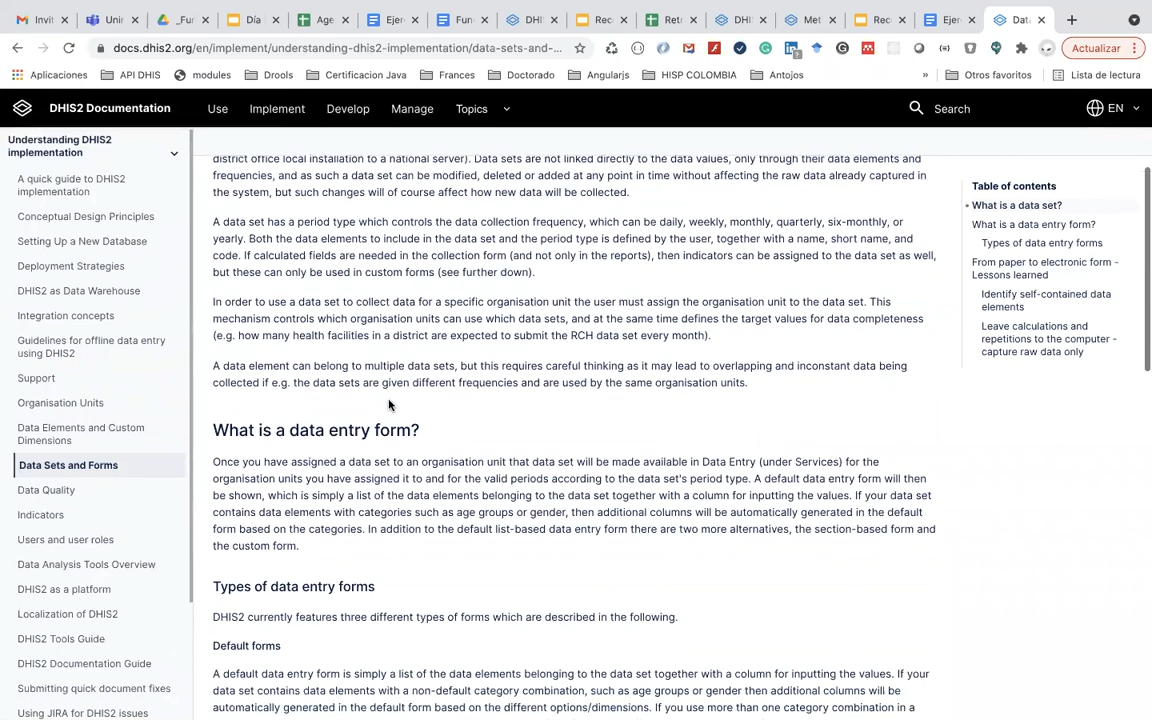 Invit
Unir
_Fu
Día
Age
Ejer
Fun
DHI
Rec
Retr
DHI
Met
Rec
Ejer
Data
docs.dhis2.org/en/implement/understanding-dhis2-implementation/data-sets-and-...
Actualizar
Aplicaciones
API DHIS
modules
Drools
Certificacion Java
Frances
Doctorado
Angularjs
HISP COLOMBIA
Antojos
»
Otros favoritos
Lista de lectura
DHIS2 Documentation
Use
Implement
Develop
Manage
Topics
Search
EN
Understanding DHIS2
implementation
A quick guide to DHIS2
implementation
Conceptual Design Principles
Setting Up a New Database
Deployment Strategies
DHIS2 as Data Warehouse
Integration concepts
Guidelines for offline data entry
using DHIS2
Support
Organisation Units
Data Elements and Custom
Dimensions
Data Sets and Forms
Data Quality
Indicators
Users and user roles
Data Analysis Tools Overview
DHIS2 as a platform
Localization of DHIS2
DHIS2 Tools Guide
DHIS2 Documentation Guide
Submitting quick document fixes
Using JIRA for DHIS2 issues
district office local installation to a national server). Data sets are not linked directly to the data values, only through their data elements and
frequencies, and as such a data set can be modified, deleted or added at any point in time without affecting the raw data already captured in
the system, but such changes will of course affect how new data will be collected.
A data set has a period type which controls the data collection frequency, which can be daily, weekly, monthly, quarterly, six-monthly, or
yearly. Both the data elements to include in the data set and the period type is defined by the user, together with a name, short name, and
code. If calculated fields are needed in the collection form (and not only in the reports), then indicators can be assigned to the data set as well,
but these can only be used in custom forms (see further down).
In order to use a data set to collect data for a specific organisation unit the user must assign the organisation unit to the data set. This
mechanism controls which organisation units can use which data sets, and at the same time defines the target values for data completeness
(e.g. how many health facilities in a district are expected to submit the RCH data set every month).
A data element can belong to multiple data sets, but this requires careful thinking as it may lead to overlapping and inconstant data being
collected if e.g. the data sets are given different frequencies and are used by the same organisation units.
What is a data entry form?
Once you have assigned a data set to an organisation unit that data set will be made available in Data Entry (under Services) for the
organisation units you have assigned it to and for the valid periods according to the data set's period type. A default data entry form will then
be shown, which is simply a list of the data elements belonging to the data set together with a column for inputting the values. If your data set
contains data elements with categories such as age groups or gender, then additional columns will be automatically generated in the default
form based on the categories. In addition to the default list-based data entry form there are two more alternatives, the section-based form and
the custom form.
Types of data entry forms
DHIS2 currently features three different types of forms which are described in the following.
Default forms
A default data entry form is simply a list of the data elements belonging to the data set together with a column for inputting the values. If your
data set contains data elements with a non-default category combination, such as age groups or gender then additional columns will be
automatically generated in the default form based on the different options/dimensions. If you use more than one category combination in a
Table of contents
What is a data set?
What is a data entry form?
Types of data entry forms
From paper to electronic form -
Lessons learned
Identify self-contained data
elements
Leave calculations and
repetitions to the computer -
capture raw data only